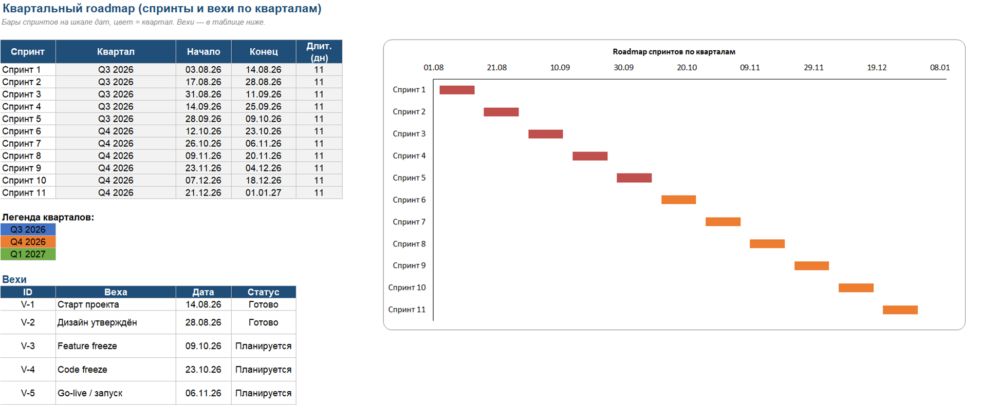 Квартальный roadmap (спринты и вехи по кварталам)
Бары спринтов на шкале дат, цвет = квартал. Вехи — в таблице ниже.
Спринт Квартал Начало Конец Длит. (дн)
Спринт 1 Q3 2026 03.08.26 14.08.26 11
Спринт 2 Q3 2026 17.08.26 28.08.26 11
Спринт 3 Q3 2026 31.08.26 11.09.26 11
Спринт 4 Q3 2026 14.09.26 25.09.26 11
Спринт 5 Q3 2026 28.09.26 09.10.26 11
Спринт 6 Q4 2026 12.10.26 23.10.26 11
Спринт 7 Q4 2026 26.10.26 06.11.26 11
Спринт 8 Q4 2026 09.11.26 20.11.26 11
Спринт 9 Q4 2026 23.11.26 04.12.26 11
Спринт 10 Q4 2026 07.12.26 18.12.26 11
Спринт 11 Q4 2026 21.12.26 01.01.27 11
Легенда кварталов:
Q3 2026
Q4 2026
Q1 2027
Вехи
ID Веха Дата Статус
V-1 Старт проекта 14.08.26 Готово
V-2 Дизайн утверждён 28.08.26 Готово
V-3 Feature freeze 09.10.26 Планируется
V-4 Code freeze 23.10.26 Планируется
V-5 Go-live / запуск 06.11.26 Планируется
Roadmap спринтов по кварталам
01.08 21.08 10.09 30.09 20.10 09.11 29.11 19.12 08.01
Спринт 1
Спринт 2
Спринт 3
Спринт 4
Спринт 5
Спринт 6
Спринт 7
Спринт 8
Спринт 9
Спринт 10
Спринт 11